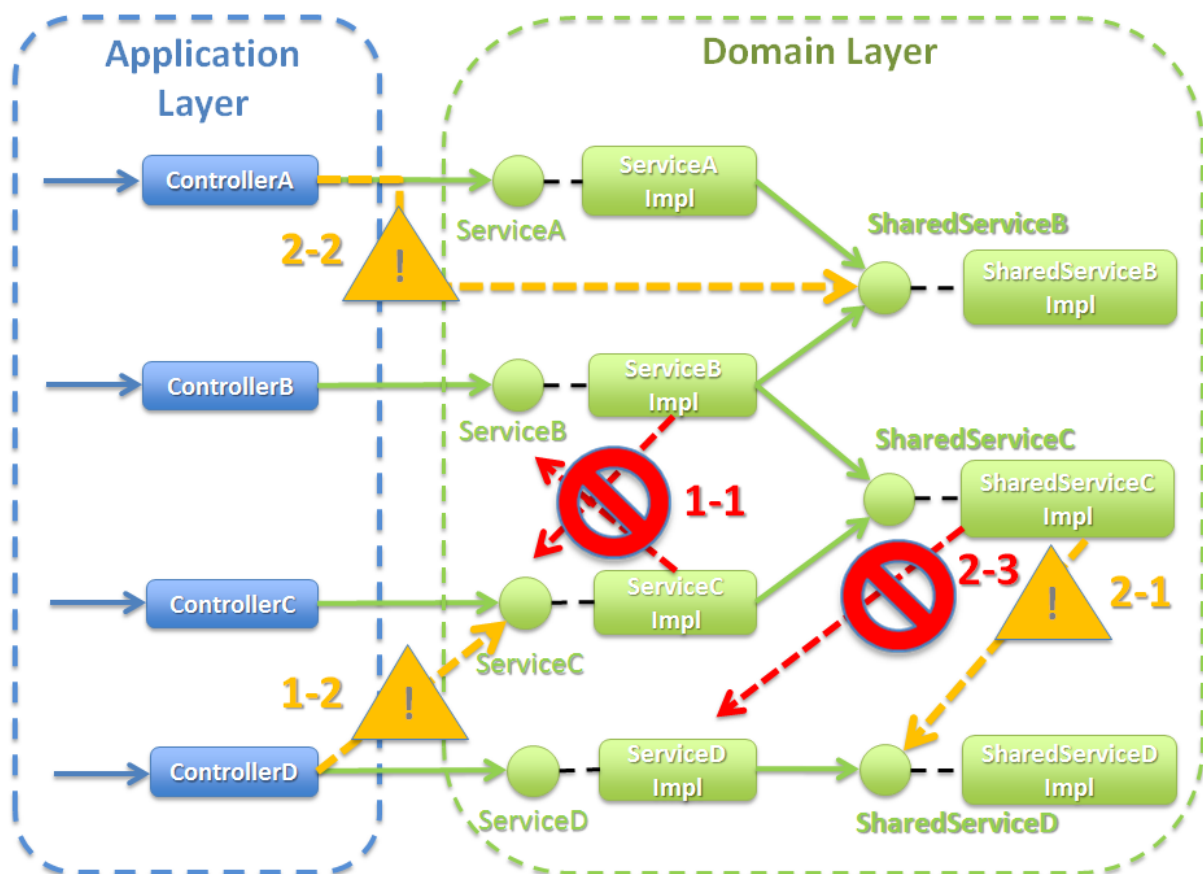 Application
Layer
Domain Layer
ControllerA
ServiceA
ServiceA
Impl
SharedServiceB
SharedServiceB
Impl
2-2
!
ControllerB
ServiceB
ServiceB
Impl
SharedServiceC
SharedServiceC
Impl
1-1
2-3
!
2-1
ControllerC
ServiceC
ServiceC
Impl
1-2
!
ControllerD
ServiceD
ServiceD
Impl
SharedServiceD
SharedServiceD
Impl